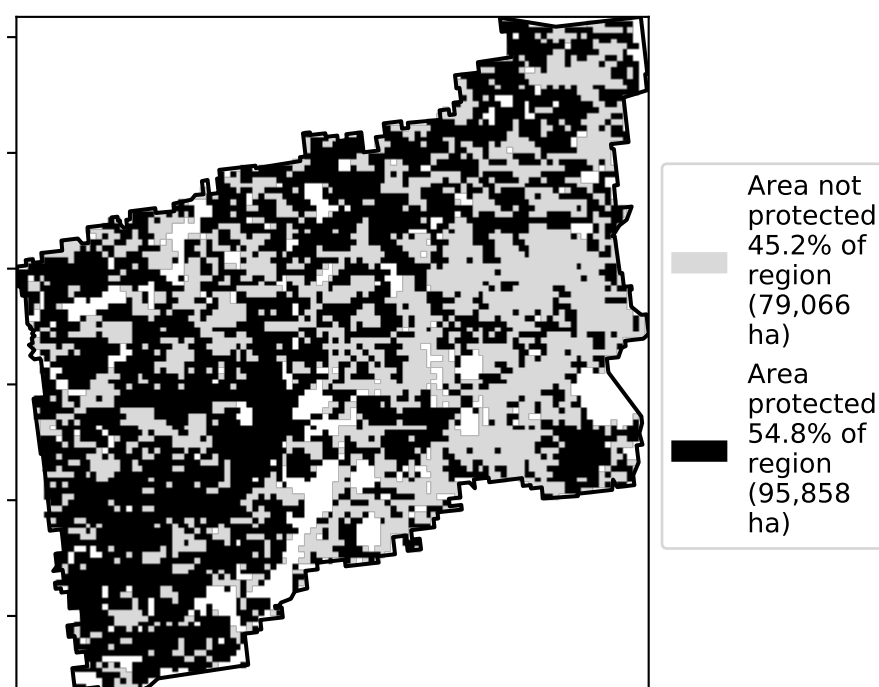 Area not
protected
45.2% of
region
(79,066
ha)
Area
protected
54.8% of
region
(95,858
ha)